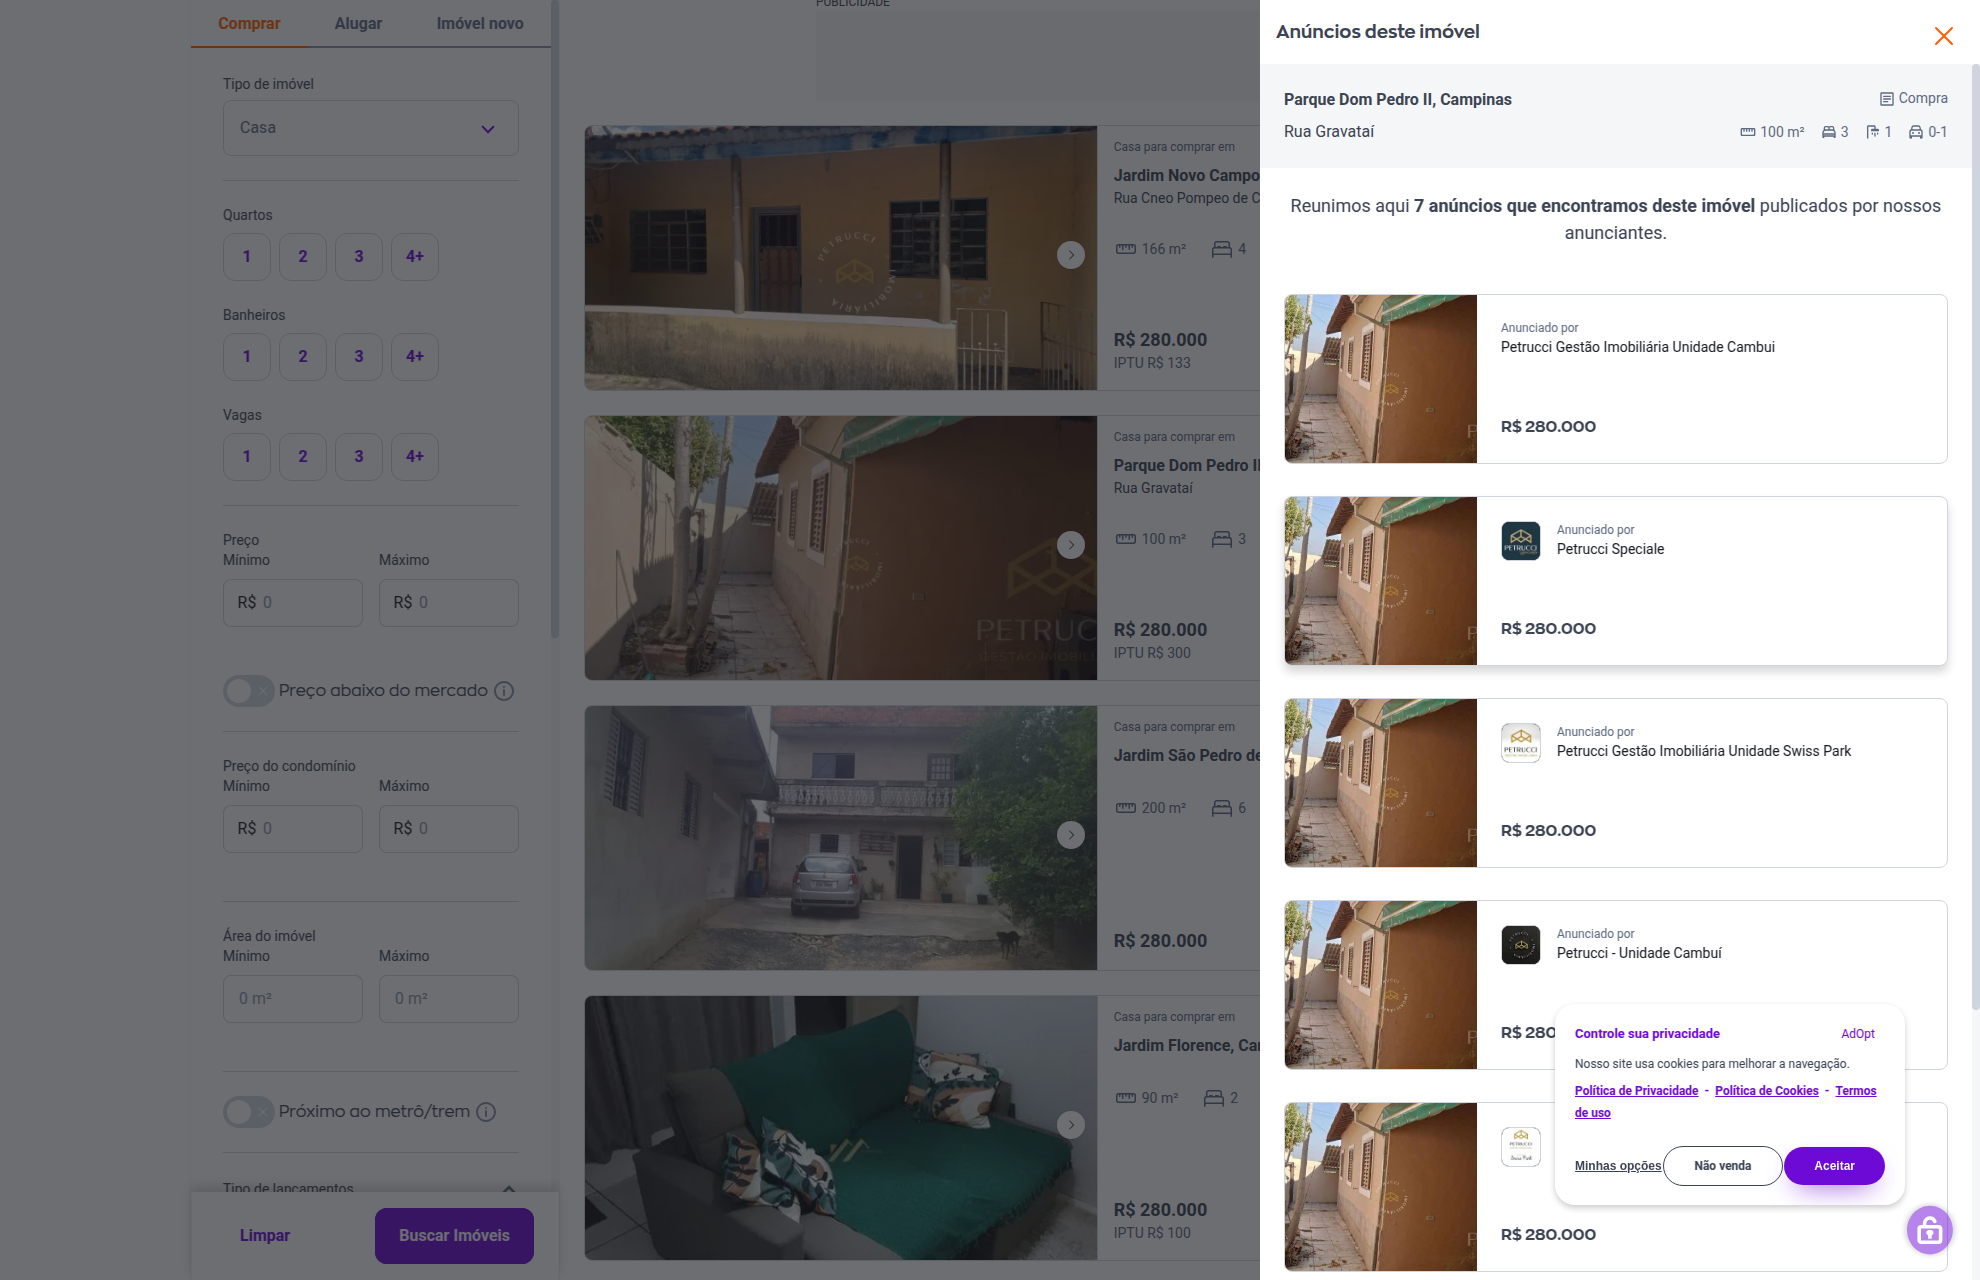 Comprar
Alugar
Imóvel novo
Tipo de imóvel
Casa
Quartos
1
2
3
4+
Banheiros
1
2
3
4+
Vagas
1
2
3
4+
Preço
Mínimo
Máximo
R$ 0
R$ 0
Preço abaixo do mercado
Preço do condomínio
Mínimo
Máximo
R$ 0
R$ 0
Área do imóvel
Mínimo
Máximo
0 m²
0 m²
Próximo ao metrô/trem
Tipo de lançamentos
Limpar
Buscar Imóveis
PUBLICIDADE
PETRUCCI
IMOBILIÁRIA
Casa para comprar em
Jardim Novo Campo
Rua Cneo Pompeo de C
166 m²
4
R$ 280.000
IPTU R$ 133
PETRUCC
GESTÃO IMOBILI
Casa para comprar em
Parque Dom Pedro II
Rua Gravataí
100 m²
3
R$ 280.000
IPTU R$ 300
Casa para comprar em
Jardim São Pedro de
200 m²
6
R$ 280.000
Casa para comprar em
Jardim Florence, Ca
90 m²
2
R$ 280.000
IPTU R$ 100
Anúncios deste imóvel
Parque Dom Pedro II, Campinas
Compra
Rua Gravataí
100 m²
3
1
0-1
Reunimos aqui 7 anúncios que encontramos deste imóvel publicados por nossos
anunciantes.
Anunciado por
Petrucci Gestão Imobiliária Unidade Cambui
R$ 280.000
PETRUCCI
Anunciado por
Petrucci Speciale
R$ 280.000
PETRUCCI
Anunciado por
Petrucci Gestão Imobiliária Unidade Swiss Park
R$ 280.000
Anunciado por
Petrucci - Unidade Cambuí
R$ 280
PETRUCCI
Swiss Park
R$ 280.000
Controle sua privacidade
AdOpt
Nosso site usa cookies para melhorar a navegação.
Política de Privacidade - Política de Cookies - Termos
de uso
Minhas opções
Não venda
Aceitar